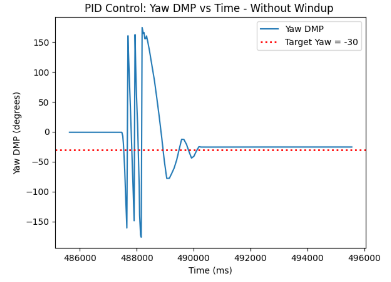 PID Control: Yaw DMP vs Time - Without Windup
Yaw DMP
Target Yaw = -30
Yaw DMP (degrees)
150
100
50
0
−50
−100
−150
486000 488000 490000 492000 494000 496000
Time (ms)